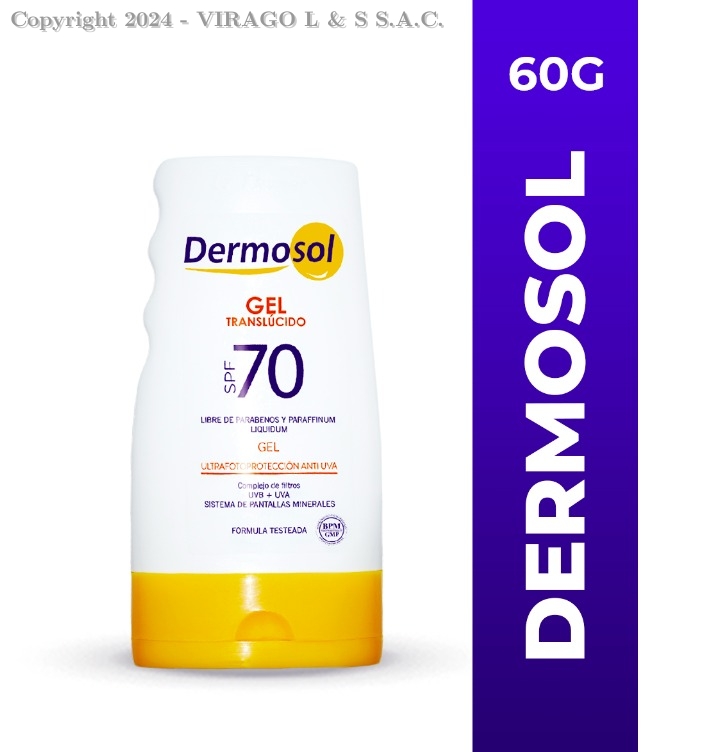 Copyright 2024 - VIRAGO L & S S.A.C.
60G
DERMOSOL
Dermosol
GEL
TRANSLÚCIDO
SPF 70
LIBRE DE PARABENOS Y PARAFFINUM
LIQUIDUM
GEL
ULTRAFOTOPROTECCIÓN ANTI UVA
Complejo de filtros
UVB + UVA
SISTEMA DE PANTALLAS MINERALES
FÓRMULA TESTEADA
BPM
GMP